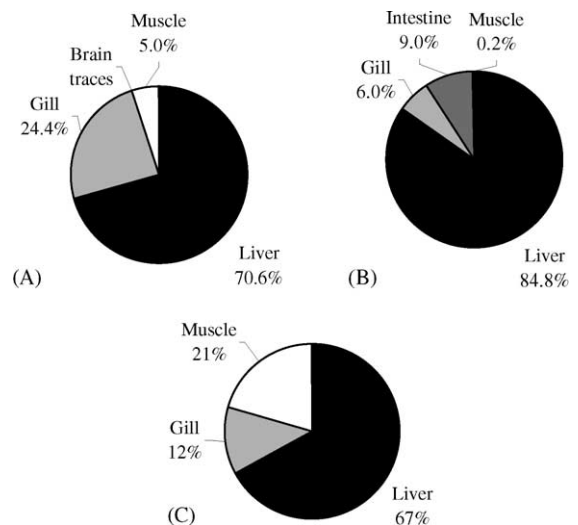 Muscle
5.0%
Brain
traces
Gill
24.4%
Liver
70.6%
(A)
Intestine
9.0%
Muscle
0.2%
Gill
6.0%
Liver
84.8%
(B)
Muscle
21%
Gill
12%
Liver
67%
(C)